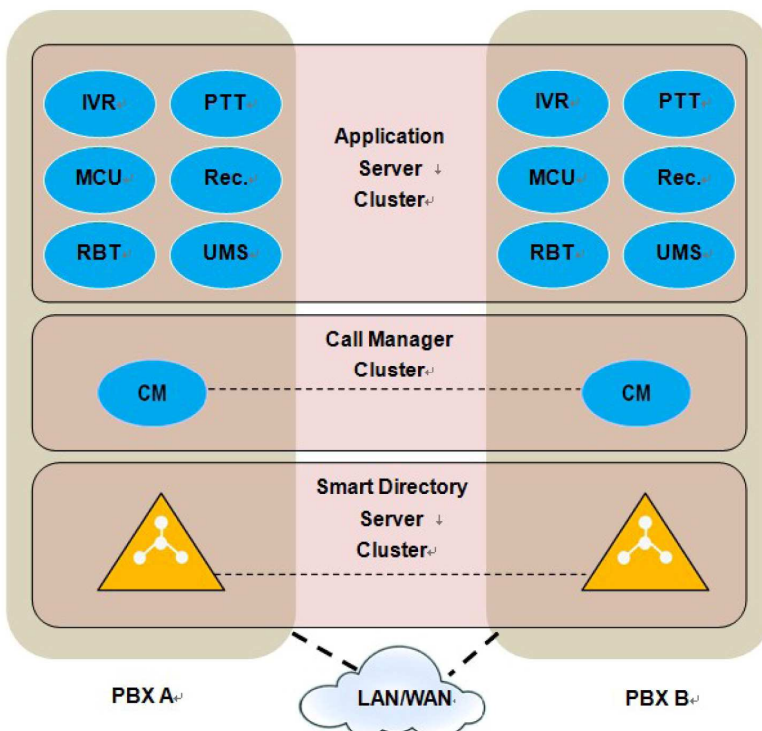 IVR PTT
MCU Rec.
RBT UMS
Application
Server ↓
Cluster
IVR PTT
MCU Rec.
RBT UMS
Call Manager
Cluster
CM
CM
Smart Directory
Server ↓
Cluster
LAN/WAN
PBX A
PBX B